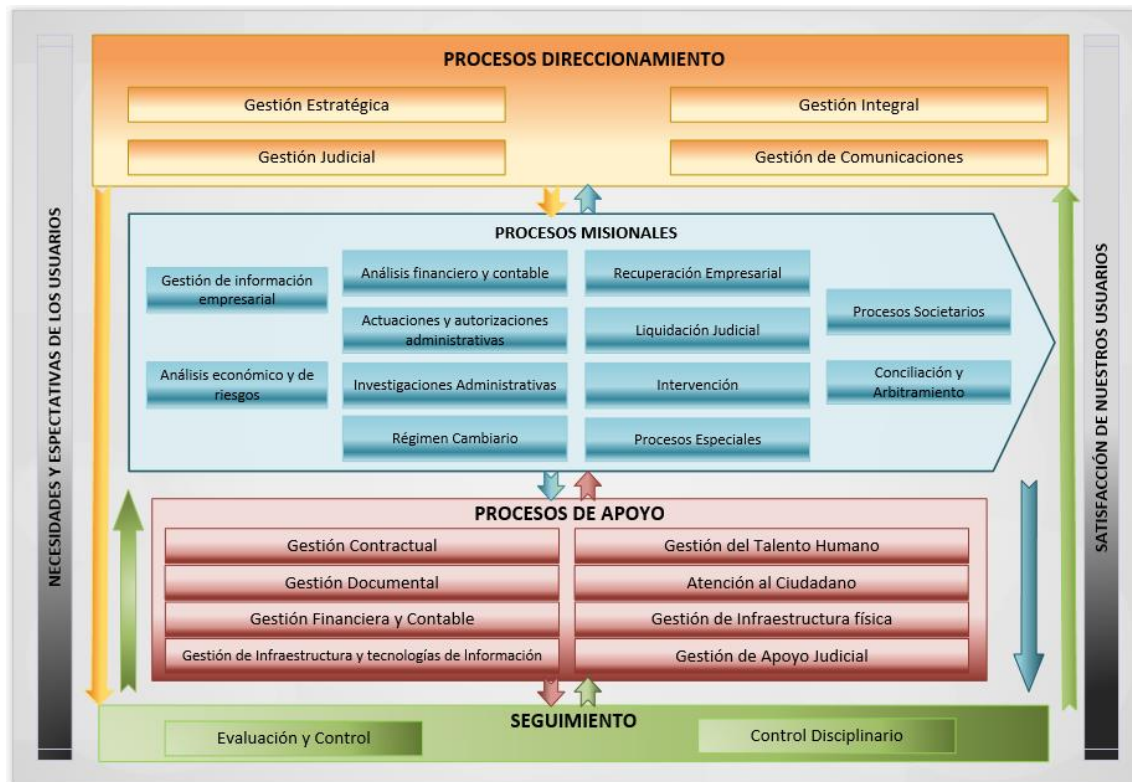 PROCESOS DIRECCIONAMIENTO
Gestión Estratégica
Gestión Integral
Gestión Judicial
Gestión de Comunicaciones
NECESIDADES Y ESPECTATIVAS DE LOS USUARIOS
PROCESOS MISIONALES
Gestión de información
empresarial
Análisis económico y de
riesgos
Análisis financiero y contable
Actuaciones y autorizaciones
administrativas
Investigaciones Administrativas
Régimen Cambiario
Recuperación Empresarial
Liquidación Judicial
Intervención
Procesos Especiales
Procesos Societarios
Conciliación y
Arbitramiento
SATISFACCIÓN DE NUESTROS USUARIOS
PROCESOS DE APOYO
Gestión Contractual
Gestión del Talento Humano
Gestión Documental
Atención al Ciudadano
Gestión Financiera y Contable
Gestión de Infraestructura física
Gestión de Infraestructura y tecnologías de Información
Gestión de Apoyo Judicial
SEGUIMIENTO
Evaluación y Control
Control Disciplinario